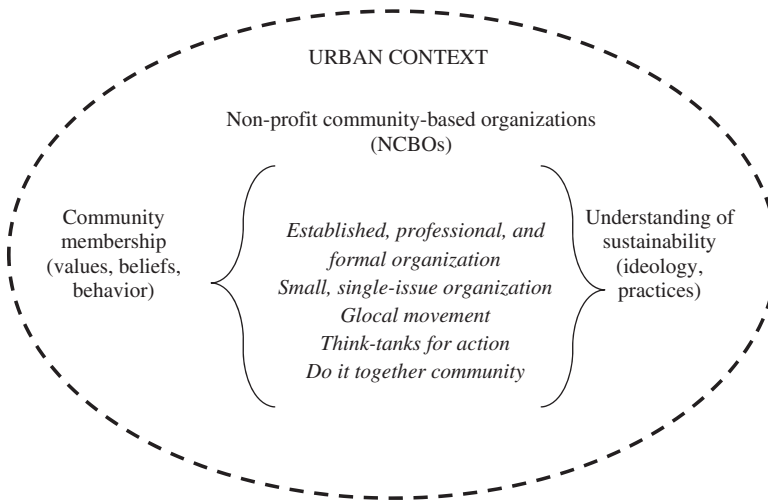 URBAN CONTEXT
Non-profit community-based organizations
(NCBOs)
Community
membership
(values, beliefs,
behavior)
Established, professional, and
formal organization
Small, single-issue organization
Glocal movement
Think-tanks for action
Do it together community
Understanding of
sustainability
(ideology,
practices)